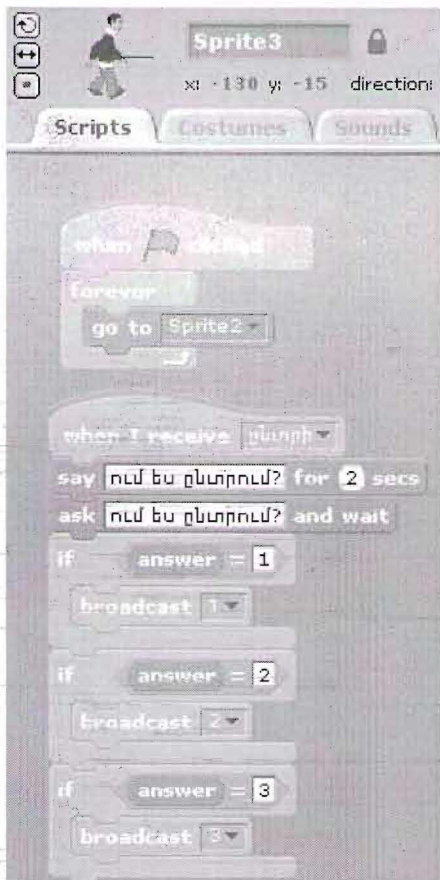 Sprite3
x: -130 y: -15 direction:
Scripts Costumes Sounds
when clicked
forever
go to Sprite2
when I receive ընտրի
say ում ես ընտրում? for 2 secs
ask ում ես ընտրում? and wait
if answer = 1
broadcast 1
if answer = 2
broadcast 2
if answer = 3
broadcast 3